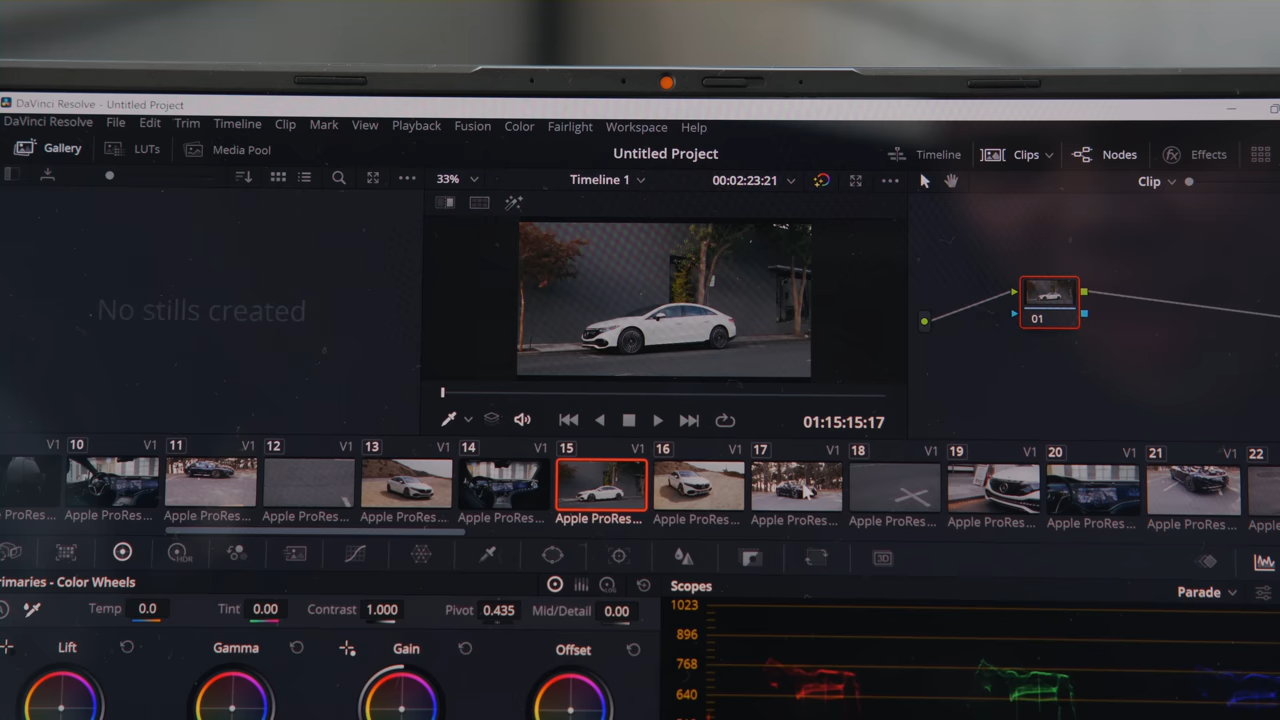 DaVinci Resolve - Untitled Project
DaVinci Resolve File Edit Trim Timeline Clip Mark View Playback Fusion Color Fairlight Workspace Help
Gallery LUTs Media Pool Untitled Project Timeline Clips Nodes fx Effects
33% Timeline 1 00:02:23:21 Clip
No stills created
01
01:15:15:17
V1 10 V1 11 V1 12 V1 13 V1 14 V1 15 V1 16 V1 17 V1 18 V1 19 V1 20 V1 21 V1 22
e ProRes... Apple ProRes... Apple ProRes... Apple ProRes... Apple ProRes... Apple ProRes... Apple ProRes... Apple ProRes... Apple ProRes... Apple ProRes... Apple ProRes... Apple ProRes... Apple ProRes... Apple
HDR 3D
rimaries - Color Wheels Scopes Parade
Temp 0.0 Tint 0.00 Contrast 1.000 Pivot 0.435 Mid/Detail 0.00
Lift Gamma Gain Offset
1023
896
768
640